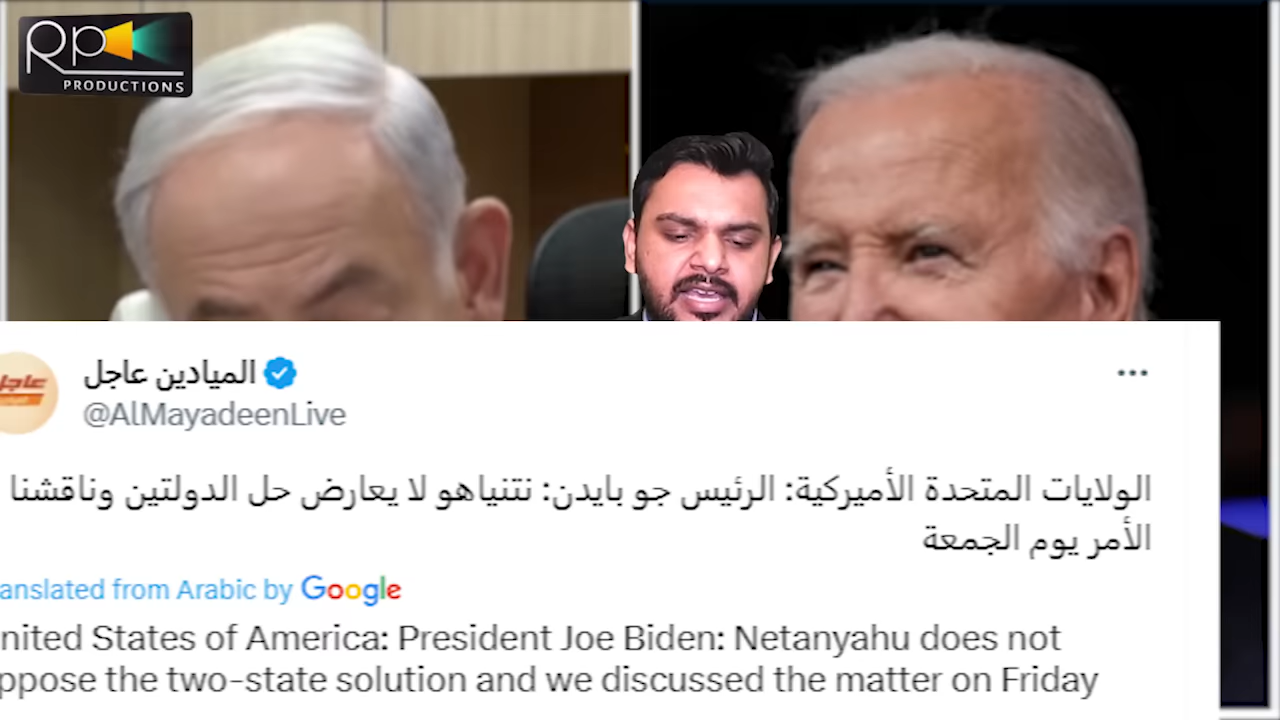 RP
PRODUCTIONS
عاجل
الميادين عاجل
@AlMayadeenLive
الولايات المتحدة الأميركية: الرئيس جو بايدن: نتنياهو لا يعارض حل الدولتين وناقشنا
الأمر يوم الجمعة
anslated from Arabic by Google
nited States of America: President Joe Biden: Netanyahu does not
ppose the two-state solution and we discussed the matter on Friday